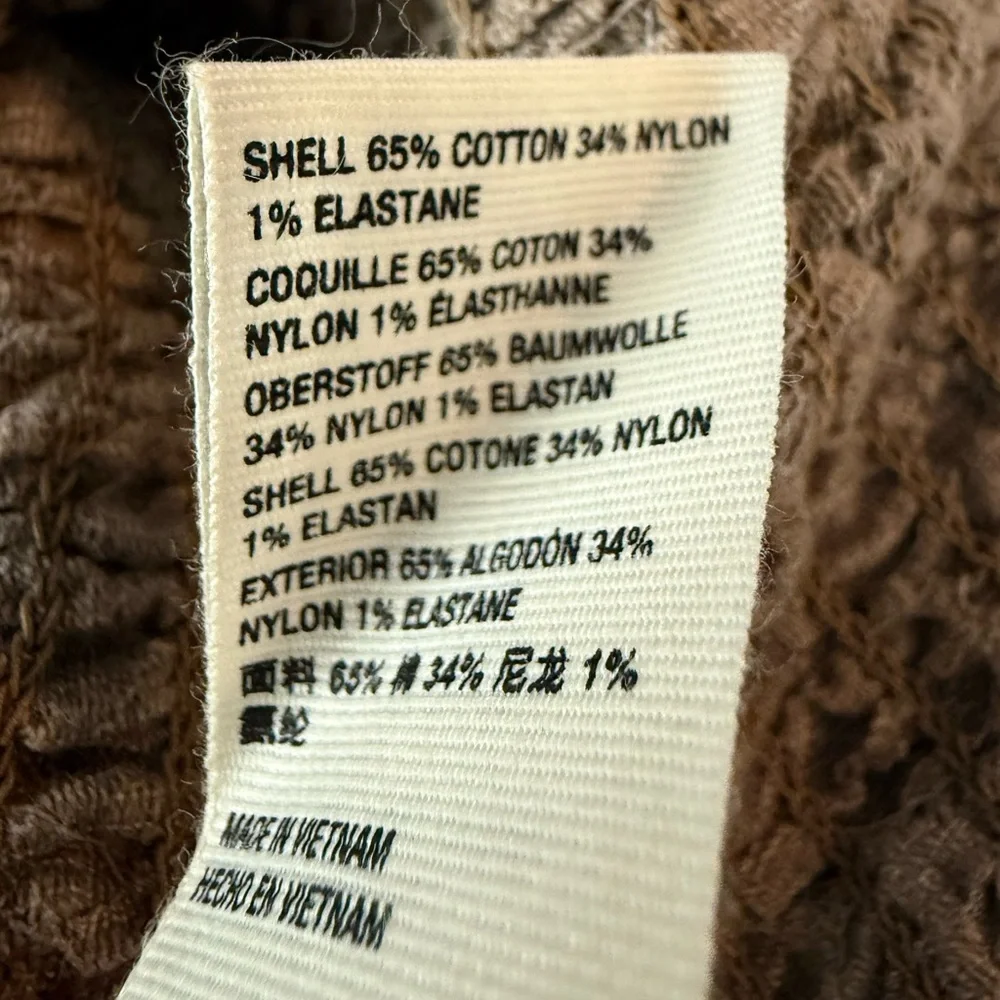 SHELL 65% COTTON 34% NYLON
1% ELASTANE
COQUILLE 65% COTON 34%
NYLON 1% ÉLASTHANNE
OBERSTOFF 65% BAUMWOLLE
34% NYLON 1% ELASTAN
SHELL 65% COTONE 34% NYLON
1% ELASTAN
EXTERIOR 65% ALGODÓN 34%
NYLON 1% ELASTANE
面料 65% 棉 34% 尼龙 1%
氨纶
MADE IN VIETNAM
HECHO EN VIETNAM